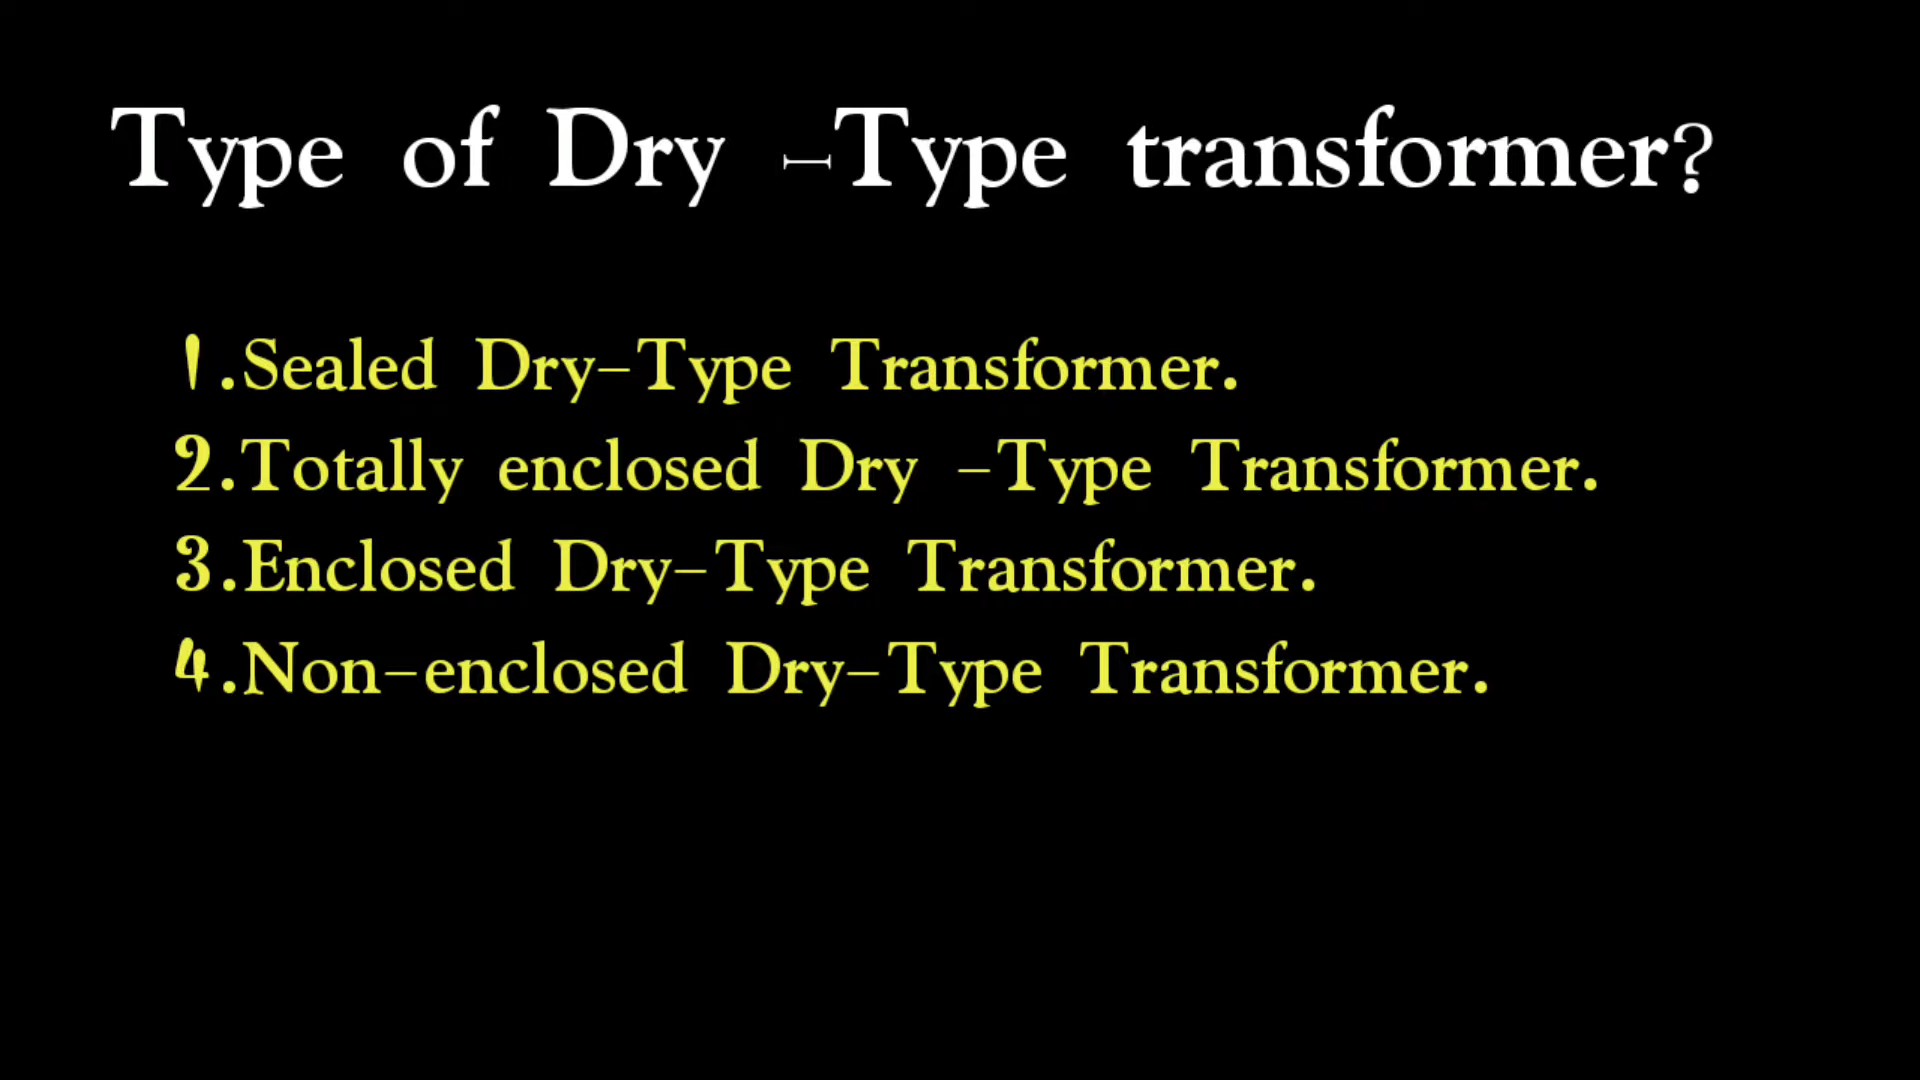 Type of Dry -Type transformer?
1.Sealed Dry-Type Transformer.
2.Totally enclosed Dry -Type Transformer.
3.Enclosed Dry-Type Transformer.
4.Non-enclosed Dry-Type Transformer.